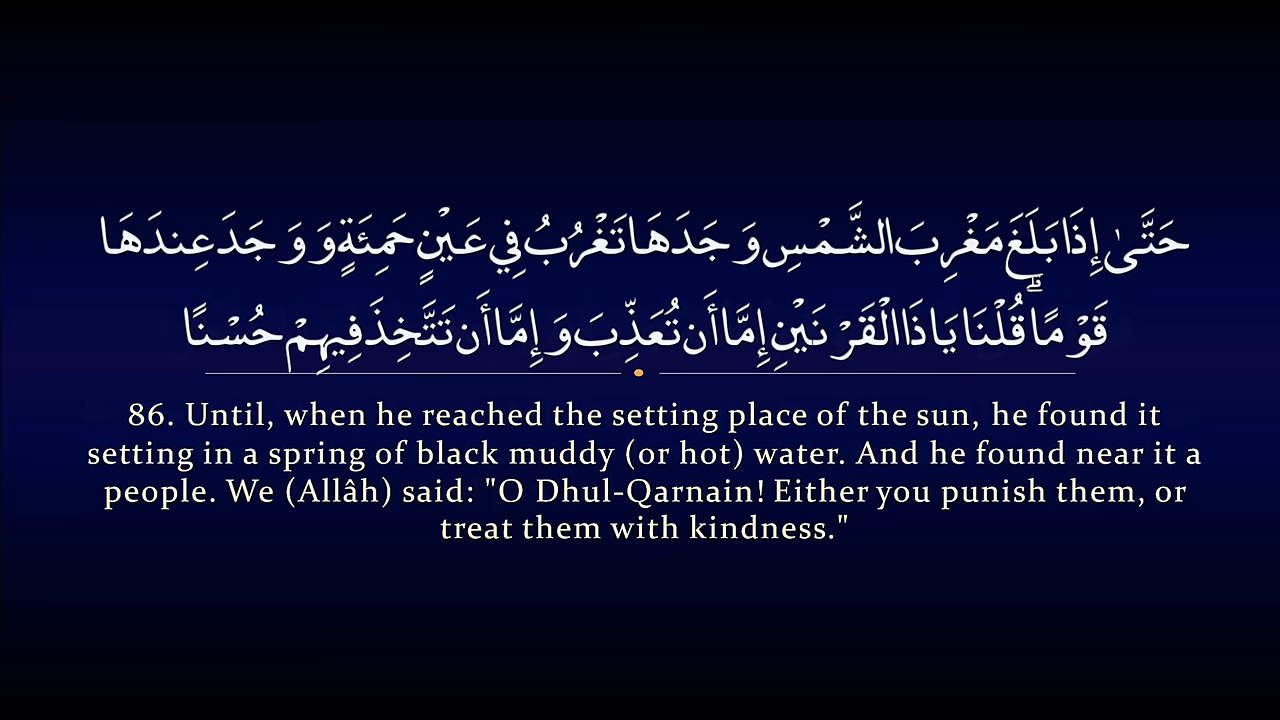 حَتَّىٰ إِذَا بَلَغَ مَغْرِبَ الشَّمْسِ وَجَدَهَا تَغْرُبُ فِي عَيْنٍ حَمِئَةٍ وَوَجَدَ عِندَهَا
قَوْمًا ۗ قُلْنَا يَا ذَا الْقَرْنَيْنِ إِمَّا أَن تُعَذِّبَ وَإِمَّا أَن تَتَّخِذَ فِيهِمْ حُسْنًا
86. Until, when he reached the setting place of the sun, he found it
setting in a spring of black muddy (or hot) water. And he found near it a
people. We (Allâh) said: "O Dhul-Qarnain! Either you punish them, or
treat them with kindness."